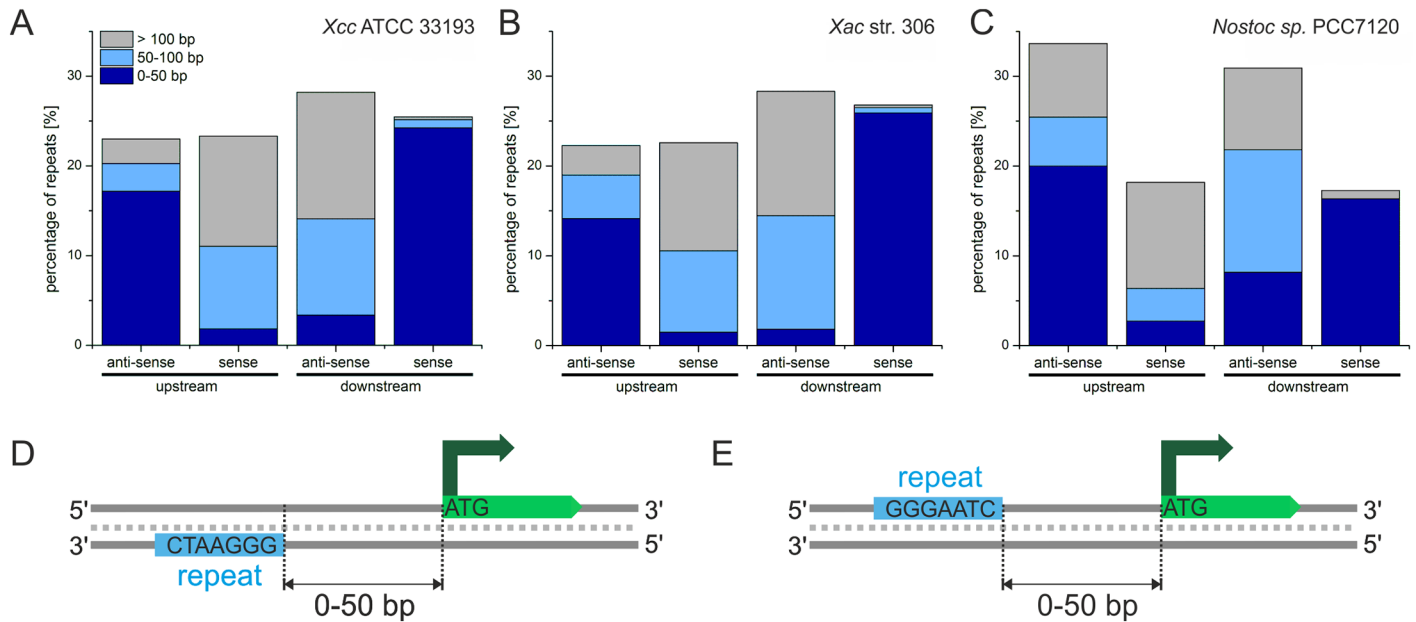 A
Xcc ATCC 33193
> 100 bp
50-100 bp
0-50 bp
percentage of repeats [%]
30
20
10
0
anti-sense sense anti-sense sense
upstream downstream
B
Xac str. 306
percentage of repeats [%]
30
20
10
0
anti-sense sense anti-sense sense
upstream downstream
C
Nostoc sp. PCC7120
percentage of repeats [%]
30
20
10
0
anti-sense sense anti-sense sense
upstream downstream
D
5' ATG 3'
3' CTAAGGG 5'
repeat
0-50 bp
E
repeat
5' GGGAATC ATG 3'
3' 5'
0-50 bp